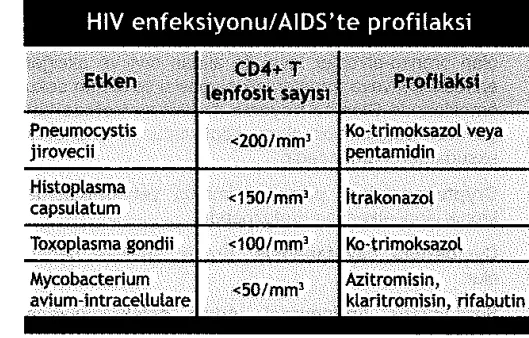 HIV enfeksiyonu/AIDS'te profilaksi
Etken
CD4+ T
lenfosit sayısı
Profilaksi
Pneumocystis
jirovecii
<200/mm³
Ko-trimoksazol veya
pentamidin
Histoplasma
capsulatum
<150/mm³
İtrakonazol
Toxoplasma gondii
<100/mm³
Ko-trimoksazol
Mycobacterium
avium-intracellulare
<50/mm³
Azitromisin,
klaritromisin, rifabutin